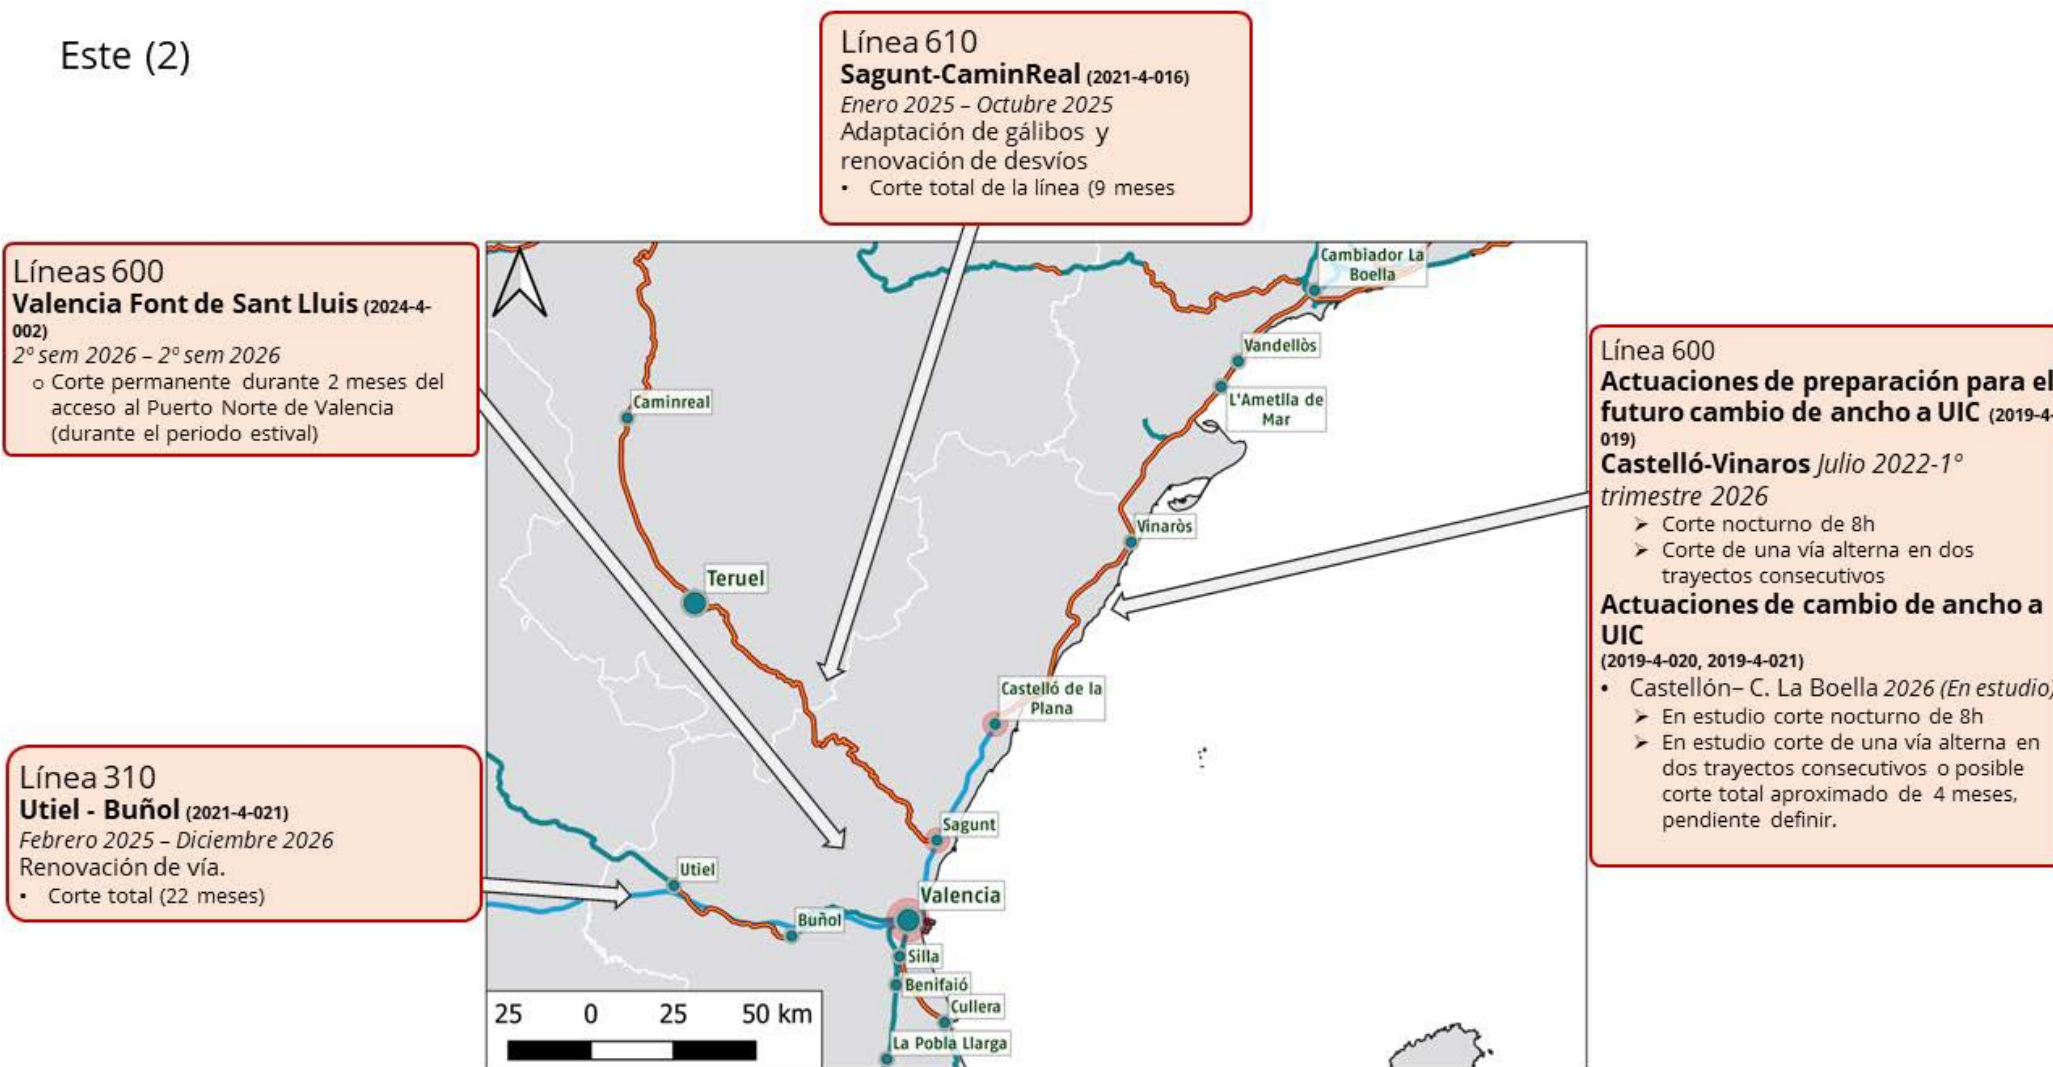 Este (2)
Línea 610
Sagunt-CaminReal (2021-4-016)
Enero 2025 – Octubre 2025
Adaptación de gálibos y
renovación de desvíos
• Corte total de la línea (9 meses
Líneas 600
Valencia Font de Sant Lluis (2024-4-
002)
2º sem 2026 – 2º sem 2026
o Corte permanente durante 2 meses del
acceso al Puerto Norte de Valencia
(durante el periodo estival)
Línea 310
Utiel - Buñol (2021-4-021)
Febrero 2025 – Diciembre 2026
Renovación de vía.
• Corte total (22 meses)
Línea 600
Actuaciones de preparación para el
futuro cambio de ancho a UIC (2019-4-
019)
Castelló-Vinaros Julio 2022-1º
trimestre 2026
➤ Corte nocturno de 8h
➤ Corte de una vía alterna en dos
trayectos consecutivos
Actuaciones de cambio de ancho a
UIC
(2019-4-020, 2019-4-021)
• Castellón– C. La Boella 2026 (En estudio)
➤ En estudio corte nocturno de 8h
➤ En estudio corte de una vía alterna en
dos trayectos consecutivos o posible
corte total aproximado de 4 meses,
pendiente definir.
Cambiador La
Boella
Vandellòs
L'Ametlla de
Mar
Caminreal
Vinaròs
Teruel
Castelló de la
Plana
Sagunt
Utiel
Valencia
Buñol
Silla
Benifaió
Cullera
La Pobla Llarga
25 0 25 50 km